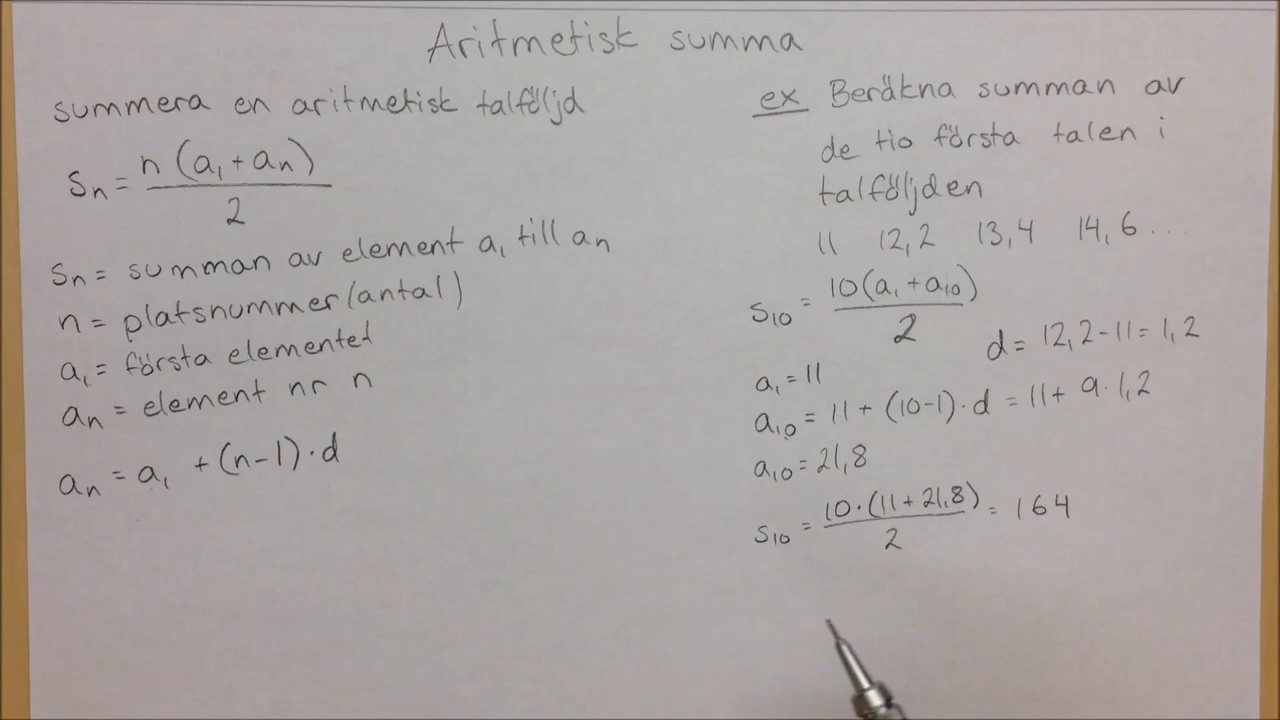 Aritmetisk summa
summera en aritmetisk talföljd
Sn = n (a₁ + an) / 2
Sn = summan av element a₁ till an
n = platsnummer (antal)
a₁ = första elementet
an = element nr n
an = a₁ + (n-1) · d
ex Beräkna summan av
de tio första talen i
talföljden
11 12,2 13,4 14,6 ...
S₁₀ = 10(a₁ + a₁₀) / 2
d = 12,2 - 11 = 1,2
a₁ = 11
a₁₀ = 11 + (10-1) · d = 11 + 9 · 1,2
a₁₀ = 21,8
S₁₀ = 10 · (11 + 21,8) / 2 = 164